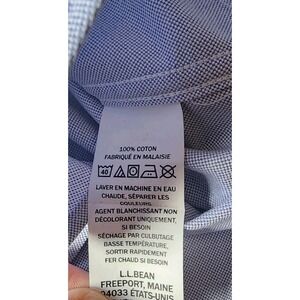 100% COTON
FABRIQUÉ EN MALAISIE
40
LAVER EN MACHINE EN EAU
CHAUDE, SÉPARER LES
COULEURS
AGENT BLANCHISSANT NON
DÉCOLORANT UNIQUEMENT,
SI BESOIN
SÉCHAGE PAR CULBUTAGE
BASSE TEMPÉRATURE,
SORTIR RAPIDEMENT
FER CHAUD SI BESOIN
L.L.BEAN
FREEPORT, MAINE
04033 ÉTATS-UNIS